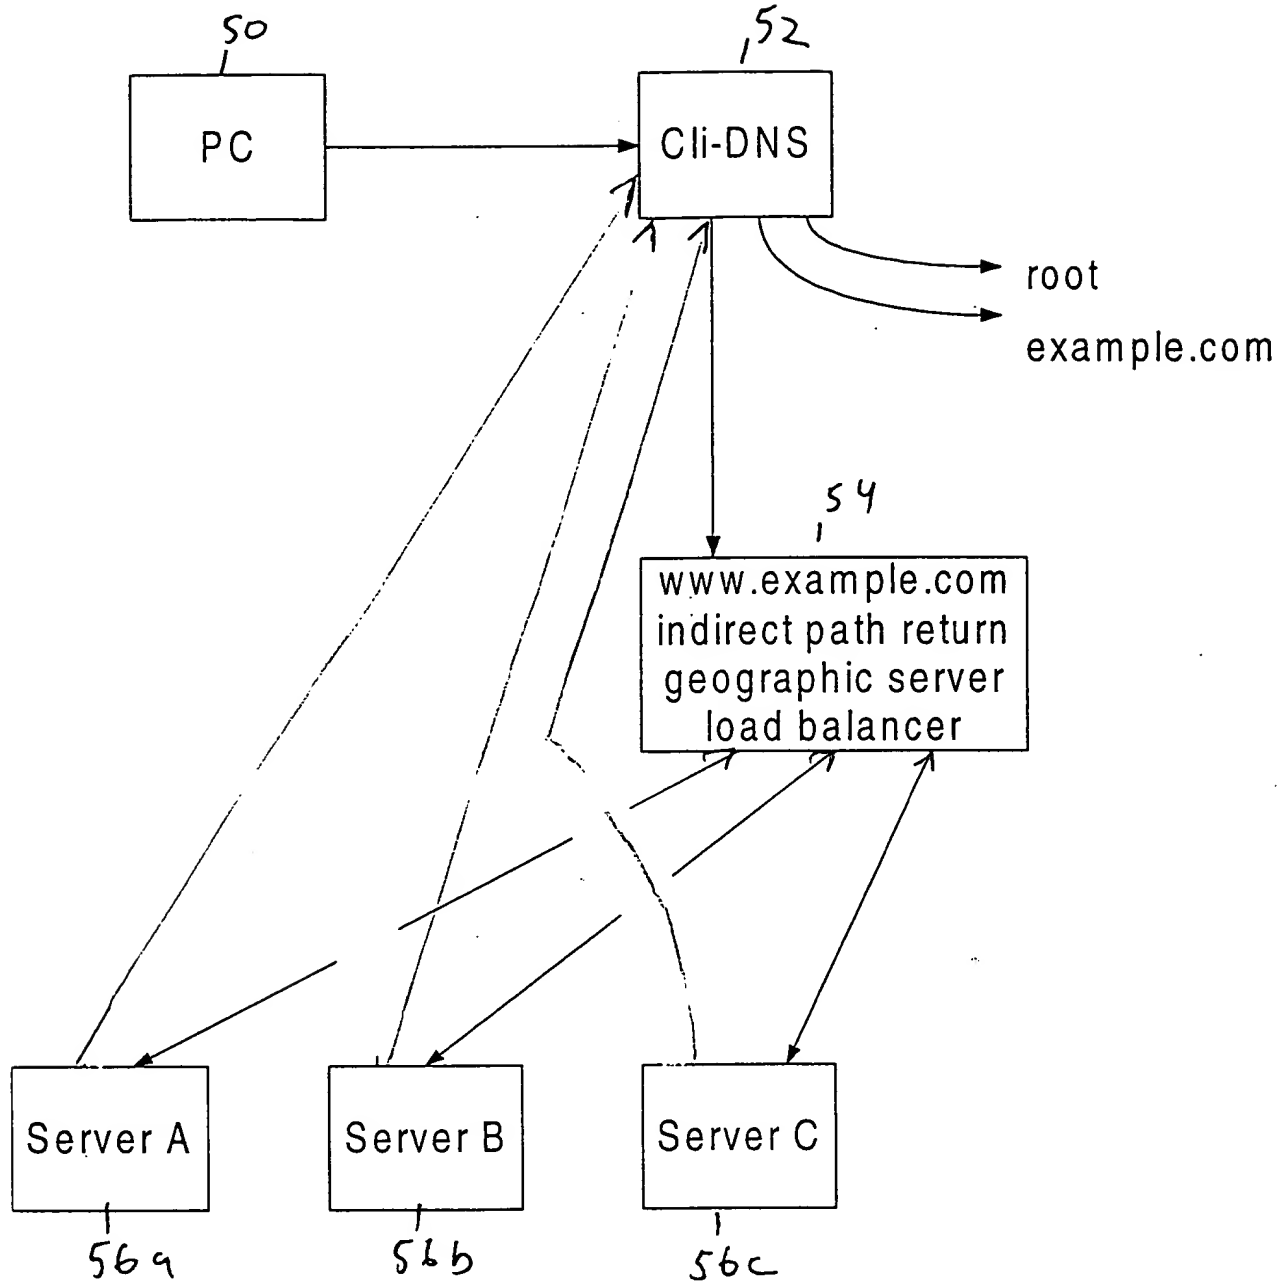 50
52
PC
Cli-DNS
root
example.com
54
www.example.com
indirect path return
geographic server
load balancer
Server A
Server B
Server C
56a
56b
56c